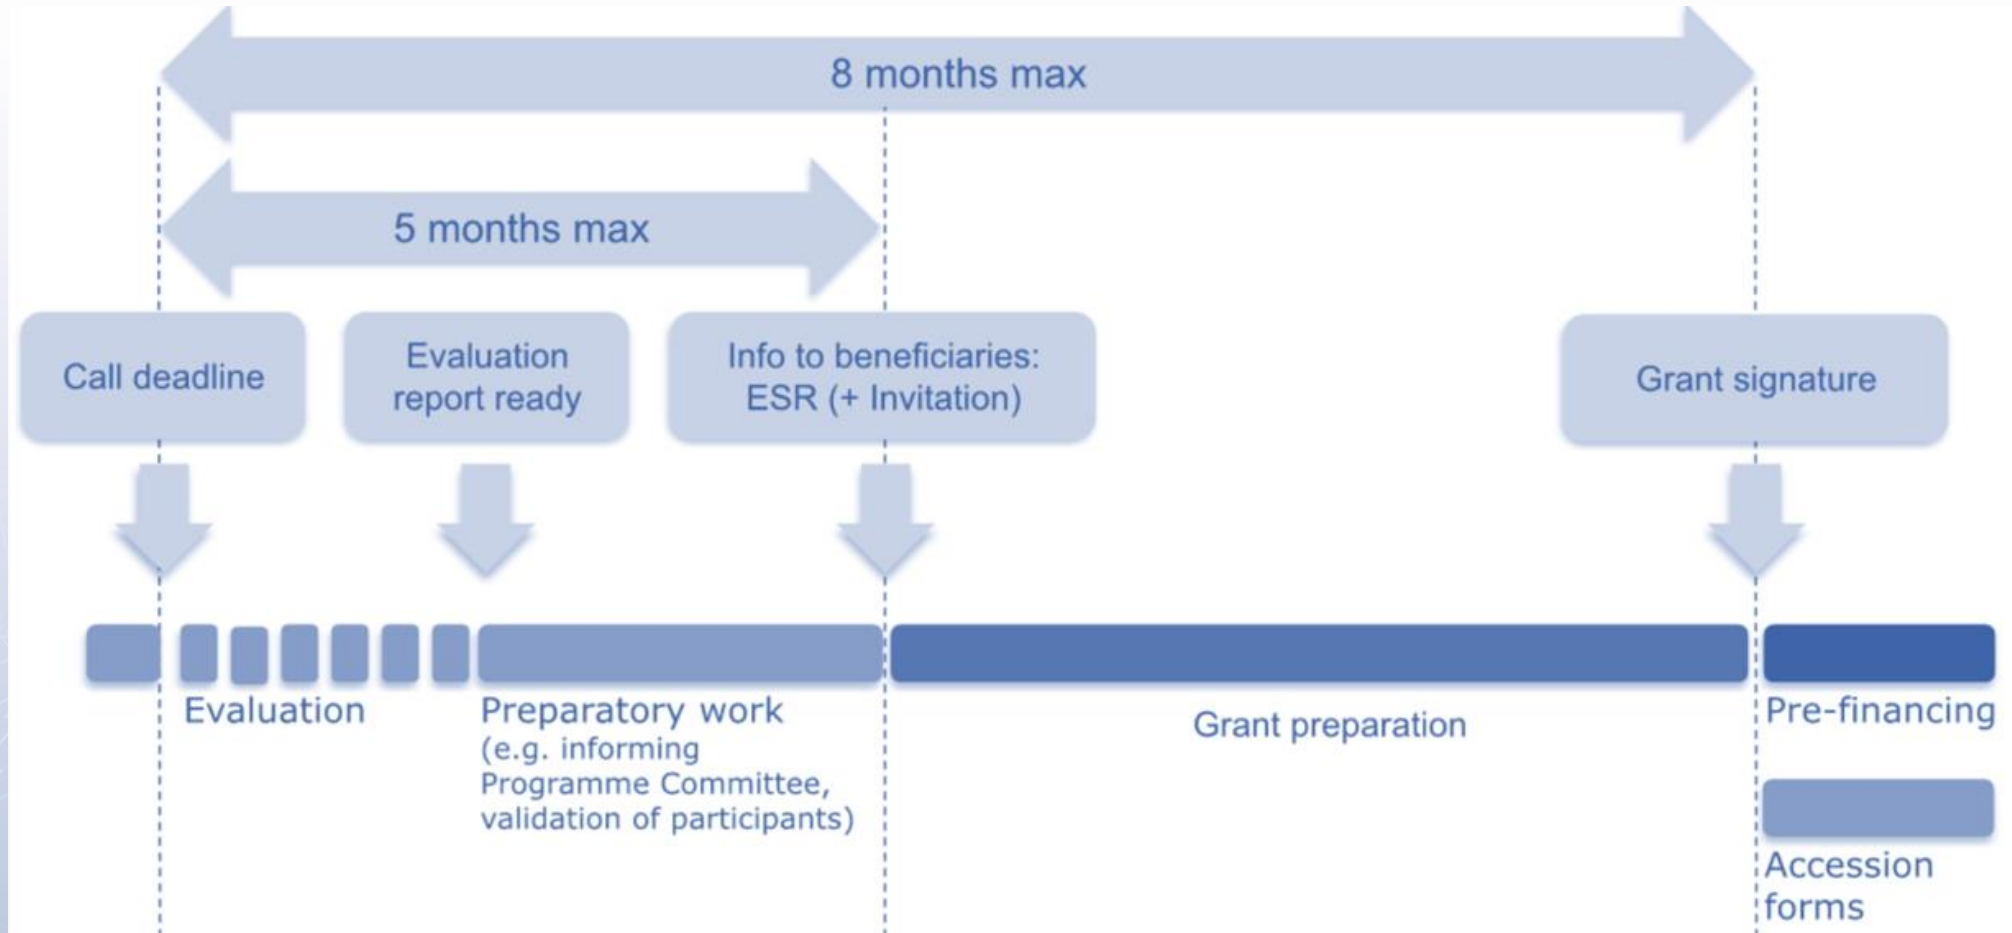 8 months max
5 months max
Call deadline
Evaluation
report ready
Info to beneficiaries:
ESR (+ Invitation)
Grant signature
Evaluation
Preparatory work
(e.g. informing
Programme Committee,
validation of participants)
Grant preparation
Pre-financing
Accession
forms